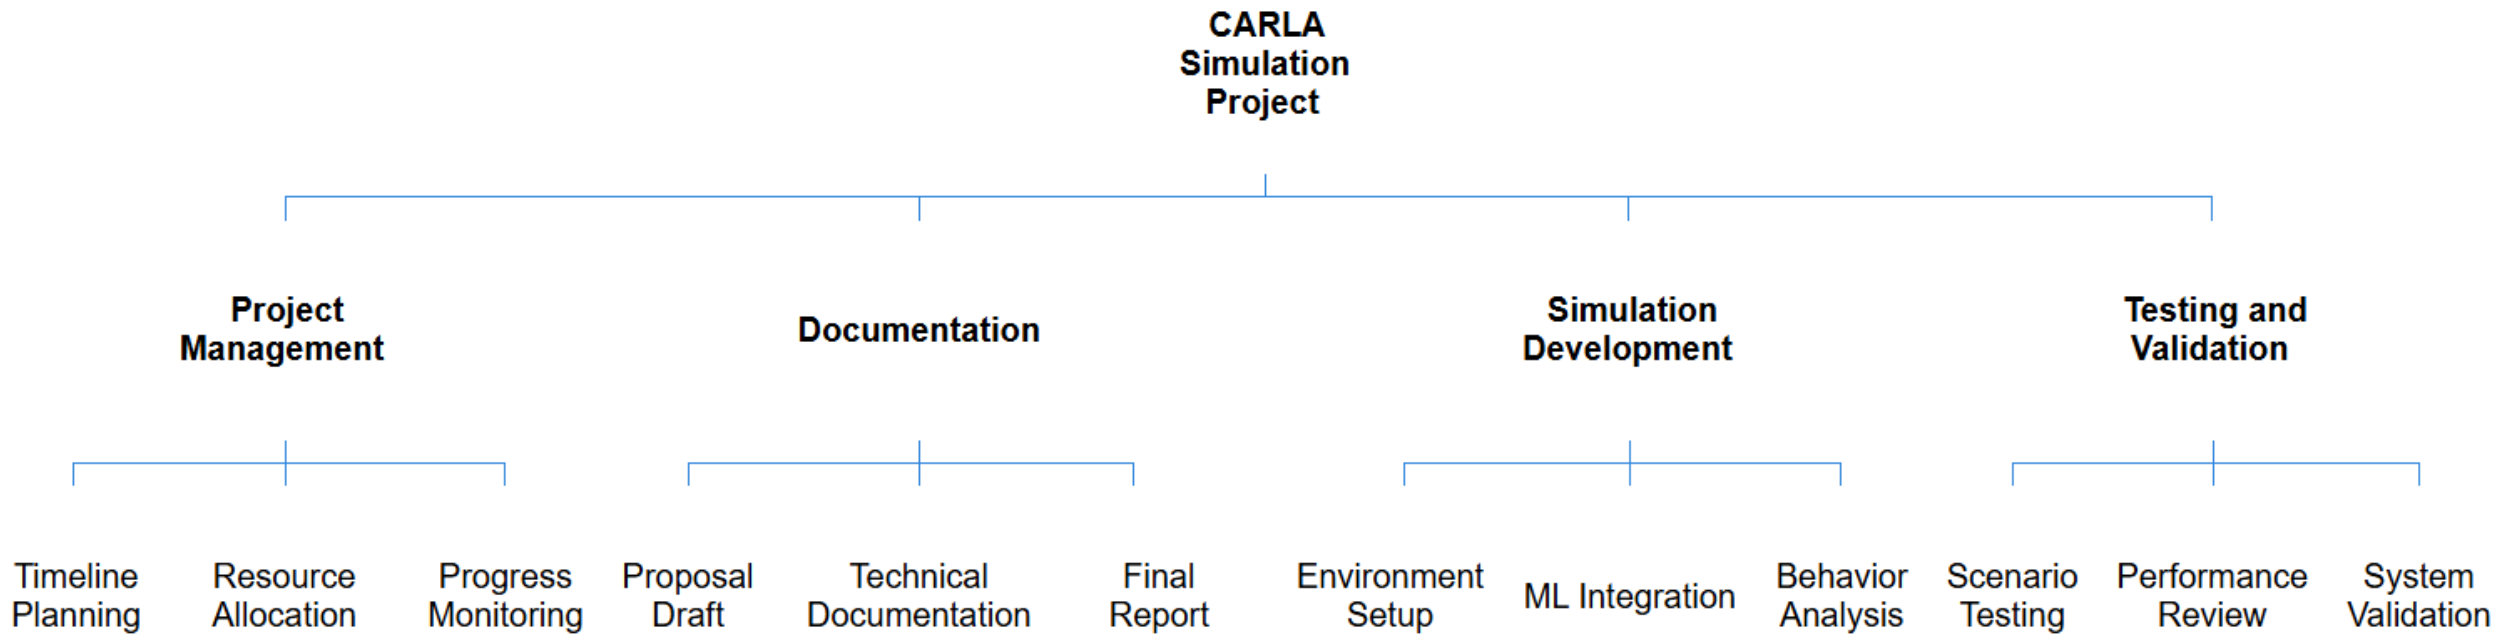 CARLA
Simulation
Project
Project
Management
Documentation
Simulation
Development
Testing and
Validation
Timeline
Planning
Resource
Allocation
Progress
Monitoring
Proposal
Draft
Technical
Documentation
Final
Report
Environment
Setup
ML Integration
Behavior
Analysis
Scenario
Testing
Performance
Review
System
Validation